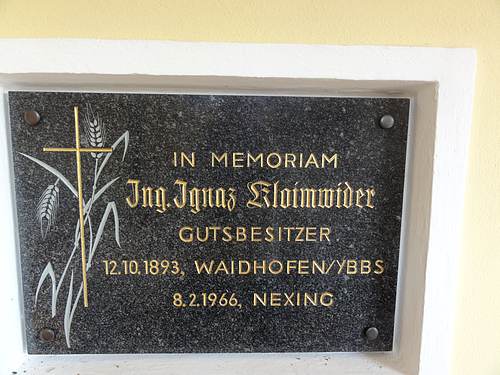 IN MEMORIAM
Ing. Ignaz Kloimwider
GUTSBESITZER
12.10.1893, WAIDHOFEN/YBBS
8.2.1966, NEXING